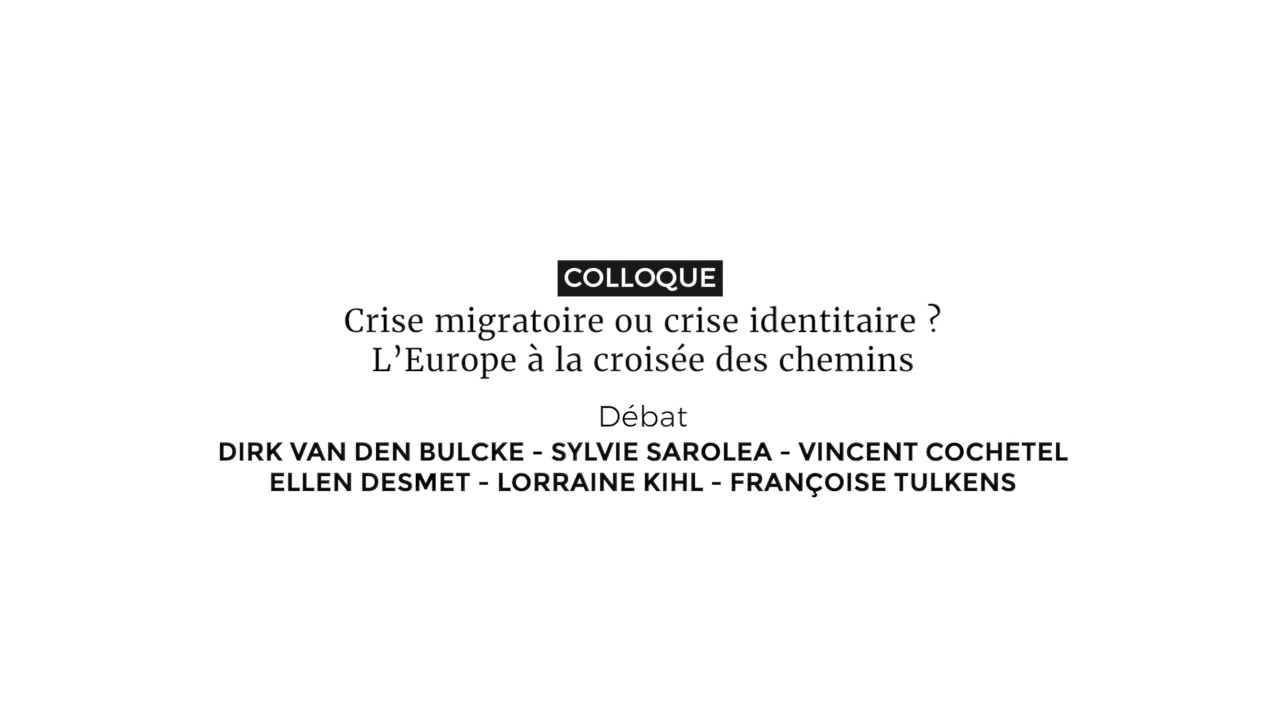 COLLOQUE
Crise migratoire ou crise identitaire ?
L’Europe à la croisée des chemins
Débat
DIRK VAN DEN BULCKE - SYLVIE SAROLEA - VINCENT COCHETEL
ELLEN DESMET - LORRAINE KIHL - FRANÇOISE TULKENS